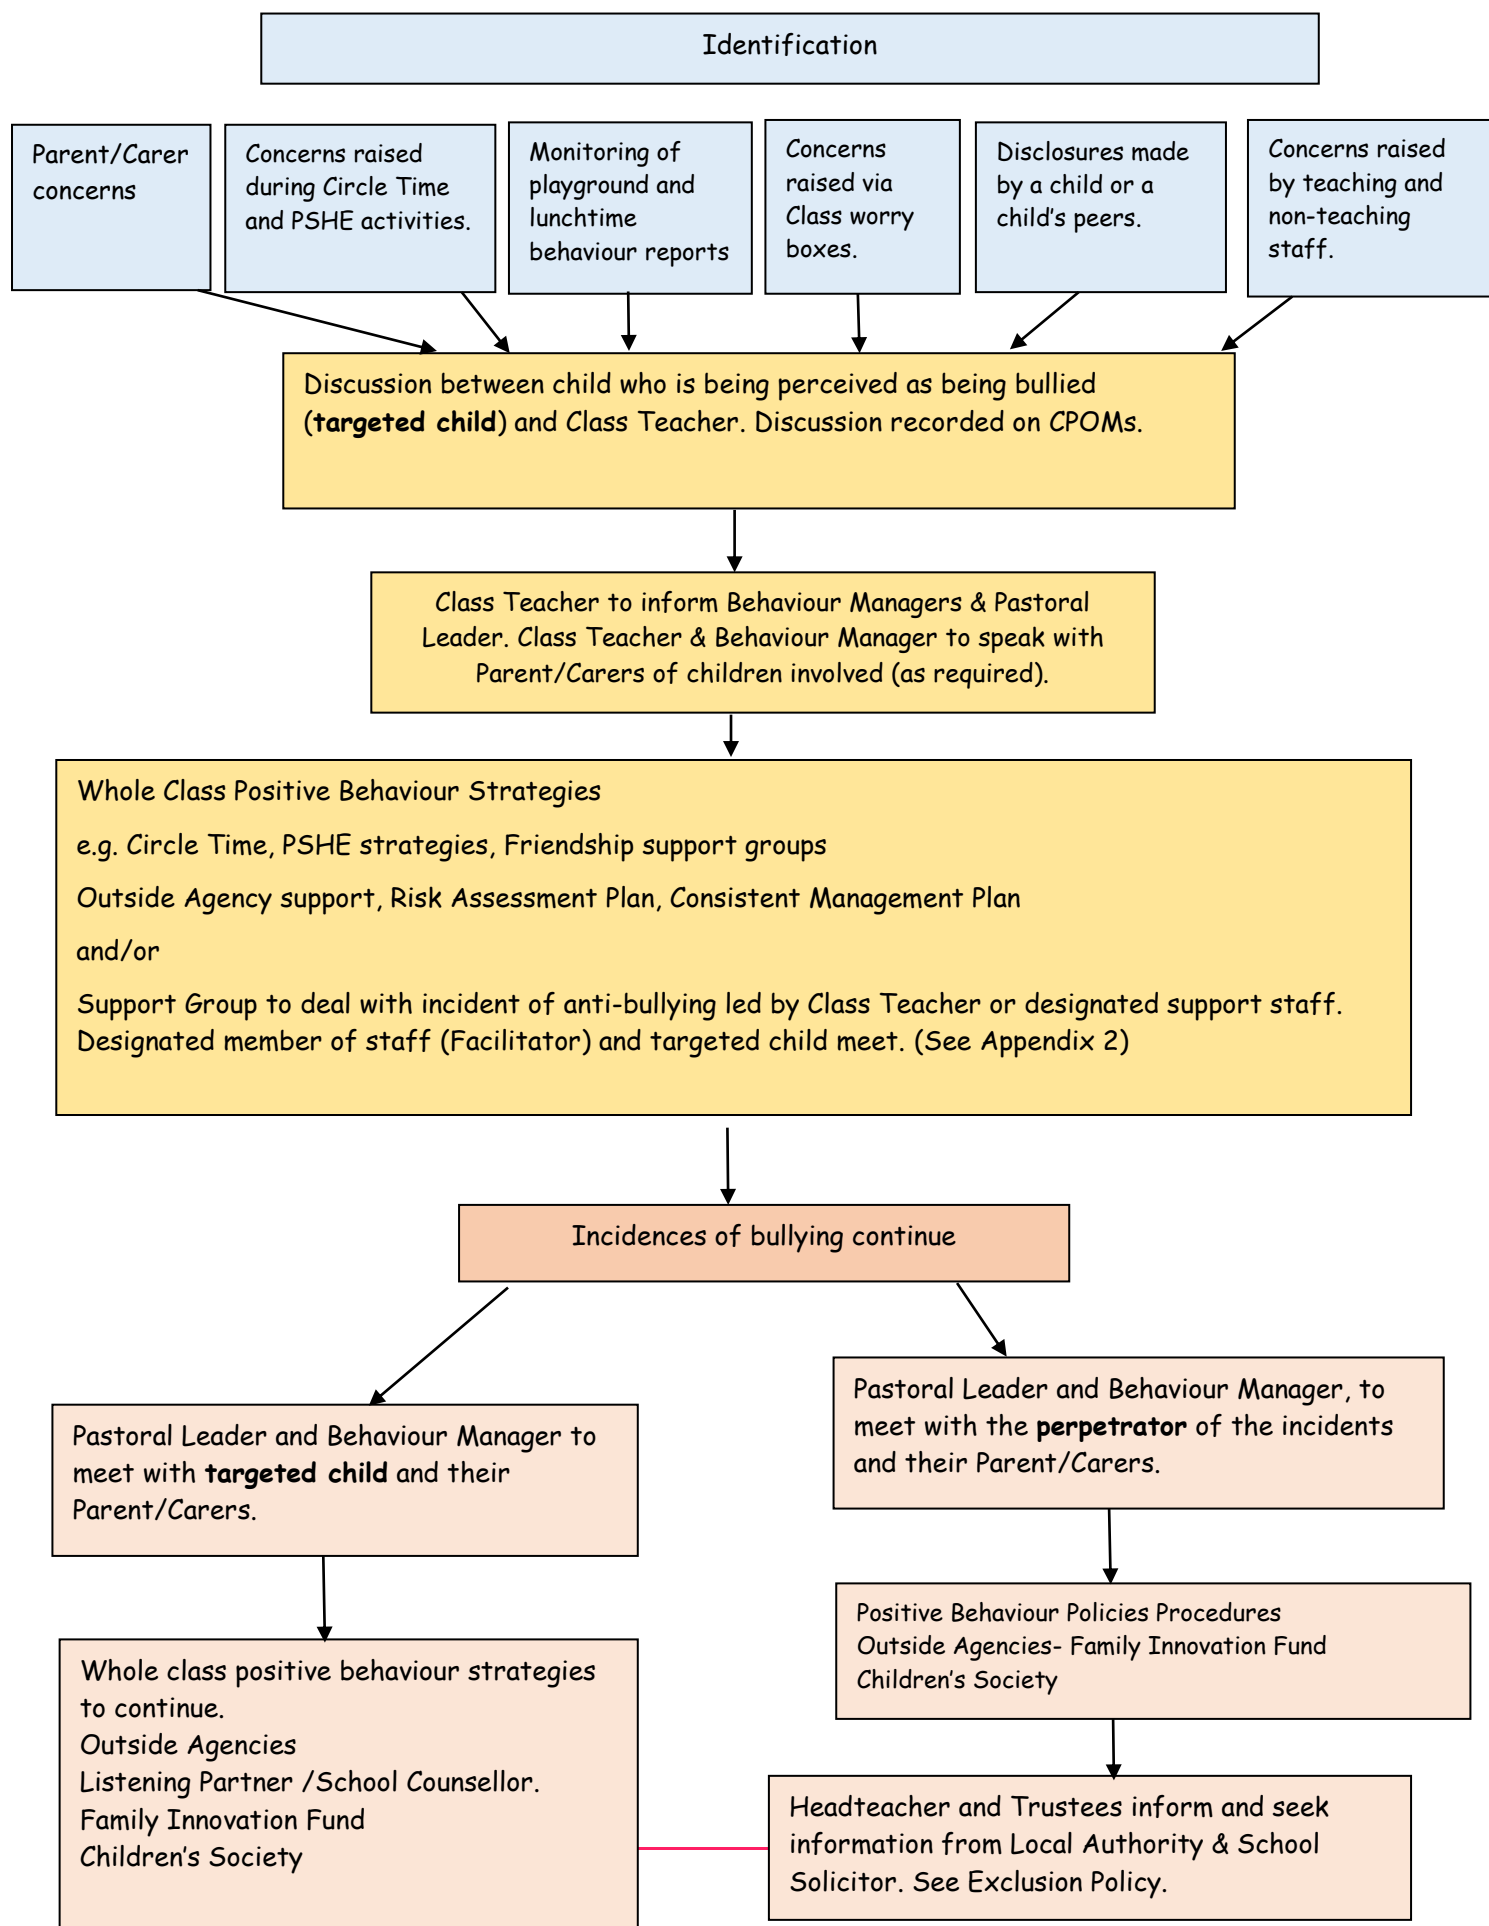 Identification
Parent/Carer
concerns
Concerns raised
during Circle Time
and PSHE activities.
Monitoring of
playground and
lunchtime
behaviour reports
Concerns
raised via
Class worry
boxes.
Disclosures made
by a child or a
child's peers.
Concerns raised
by teaching and
non-teaching
staff.
Discussion between child who is being perceived as being bullied
(targeted child) and Class Teacher. Discussion recorded on CPOMs.
Class Teacher to inform Behaviour Managers & Pastoral
Leader. Class Teacher & Behaviour Manager to speak with
Parent/Carers of children involved (as required).
Whole Class Positive Behaviour Strategies
e.g. Circle Time, PSHE strategies, Friendship support groups
Outside Agency support, Risk Assessment Plan, Consistent Management Plan
and/or
Support Group to deal with incident of anti-bullying led by Class Teacher or designated support staff.
Designated member of staff (Facilitator) and targeted child meet. (See Appendix 2)
Incidences of bullying continue
Pastoral Leader and Behaviour Manager to
meet with targeted child and their
Parent/Carers.
Pastoral Leader and Behaviour Manager, to
meet with the perpetrator of the incidents
and their Parent/Carers.
Whole class positive behaviour strategies
to continue.
Outside Agencies
Listening Partner /School Counsellor.
Family Innovation Fund
Children's Society
Positive Behaviour Policies Procedures
Outside Agencies- Family Innovation Fund
Children's Society
Headteacher and Trustees inform and seek
information from Local Authority & School
Solicitor. See Exclusion Policy.